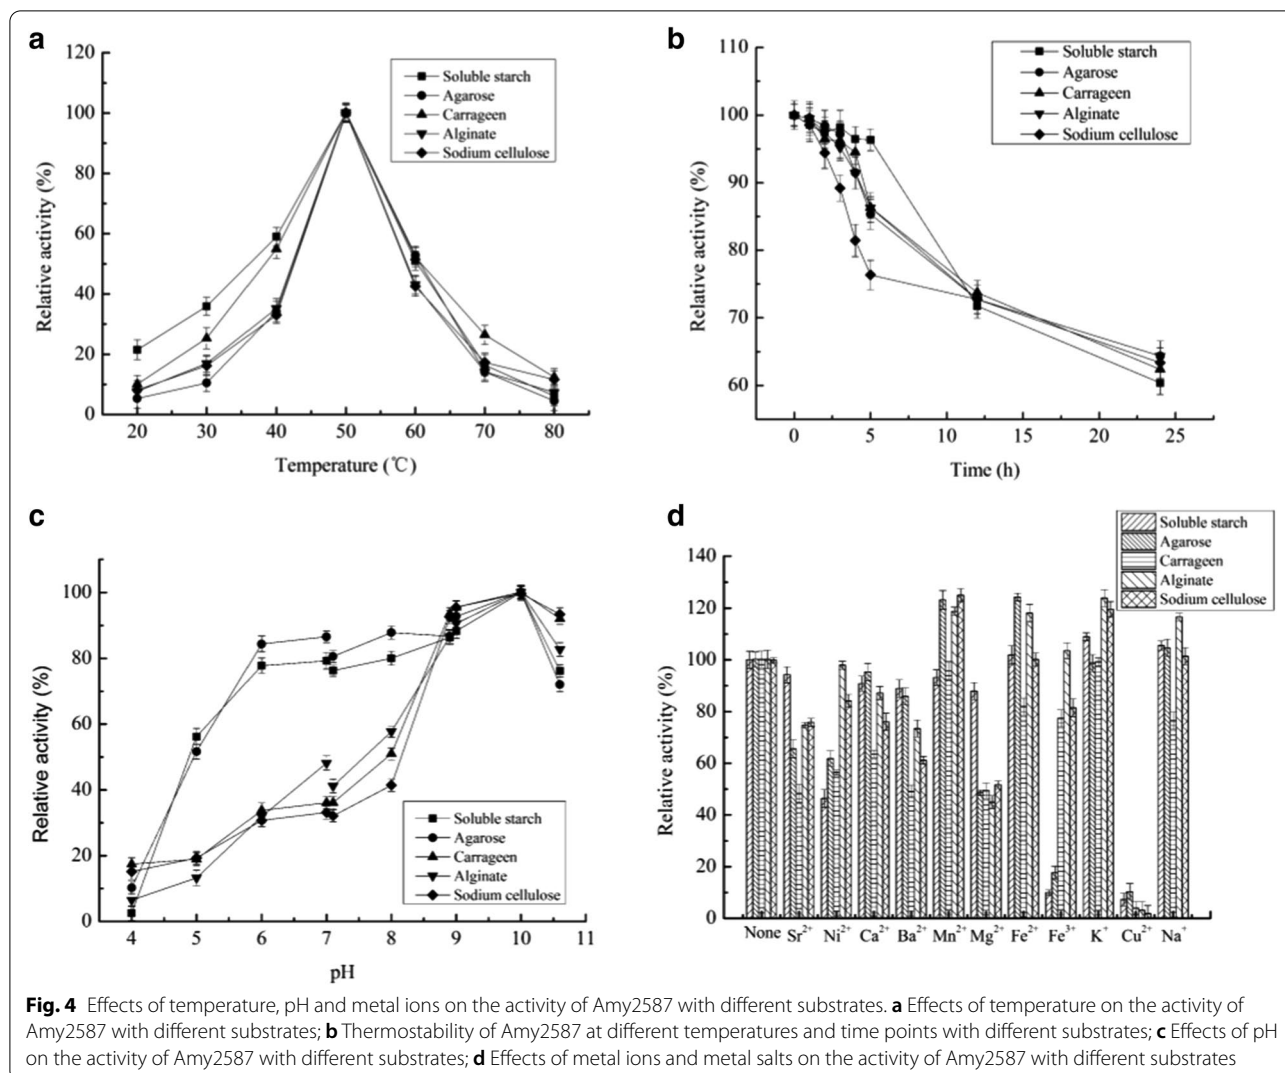 a
120
100
80
60
40
20
0
Relative activity (%)
Soluble starch
Agarose
Carrageen
Alginate
Sodium cellulose
20 30 40 50 60 70 80
Temperature (℃)
b
110
100
90
80
70
60
Relative activity (%)
Soluble starch
Agarose
Carrageen
Alginate
Sodium cellulose
0 5 10 15 20 25
Time (h)
c
100
80
60
40
20
0
Relative activity (%)
Soluble starch
Agarose
Carrageen
Alginate
Sodium cellulose
4 5 6 7 8 9 10 11
pH
d
140
120
100
80
60
40
20
0
Relative activity (%)
Soluble starch
Agarose
Carrageen
Alginate
Sodium cellulose
None Sr²⁺ Ni²⁺ Ca²⁺ Ba²⁺ Mn²⁺ Mg²⁺ Fe²⁺ Fe³⁺ K⁺ Cu²⁺ Na⁺
Fig. 4 Effects of temperature, pH and metal ions on the activity of Amy2587 with different substrates. a Effects of temperature on the activity of
Amy2587 with different substrates; b Thermostability of Amy2587 at different temperatures and time points with different substrates; c Effects of pH
on the activity of Amy2587 with different substrates; d Effects of metal ions and metal salts on the activity of Amy2587 with different substrates